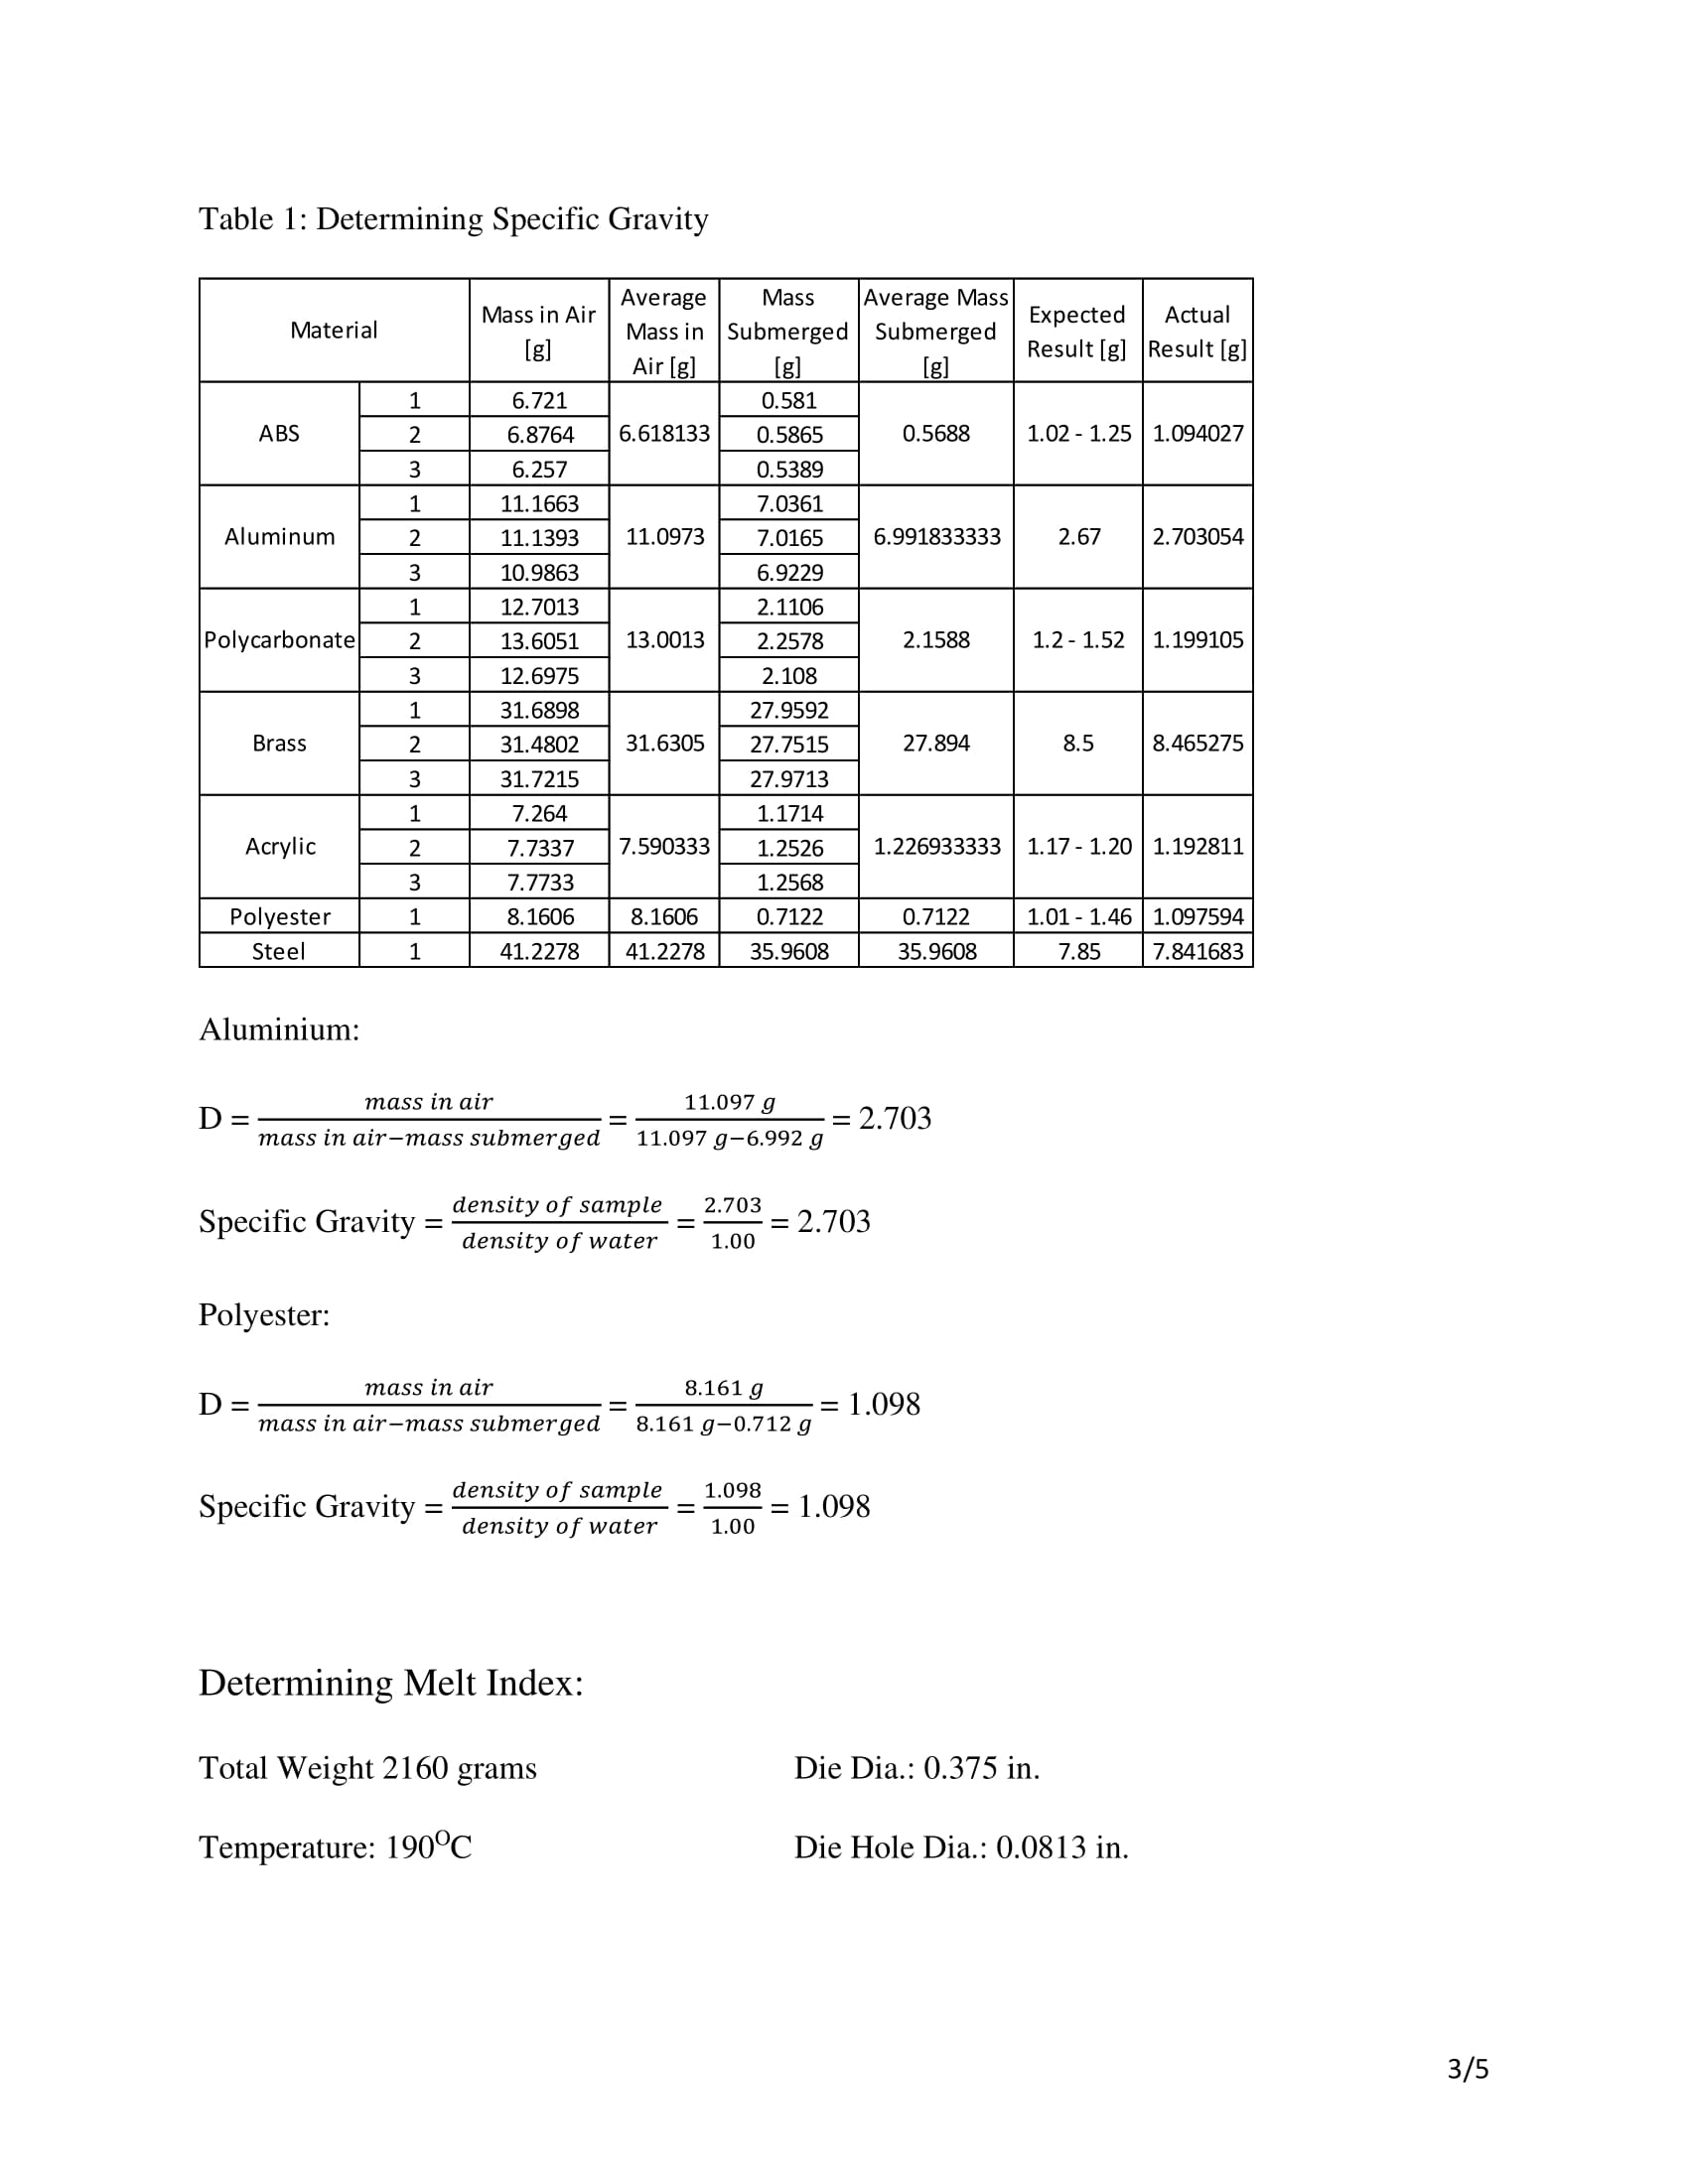 Table 1: Determining Specific Gravity
Material | Mass in Air [g] | Average Mass in Air [g] | Mass Submerged [g] | Average Mass Submerged [g] | Expected Result [g] | Actual Result [g]
ABS | 1 | 6.721 | 6.618133 | 0.581 | 0.5688 | 1.02 - 1.25 | 1.094027
2 | 6.8764 | 0.5865
3 | 6.257 | 0.5389
Aluminum | 1 | 11.1663 | 11.0973 | 7.0361 | 6.991833333 | 2.67 | 2.703054
2 | 11.1393 | 7.0165
3 | 10.9863 | 6.9229
Polycarbonate | 1 | 12.7013 | 13.0013 | 2.1106 | 2.1588 | 1.2 - 1.52 | 1.199105
2 | 13.6051 | 2.2578
3 | 12.6975 | 2.108
Brass | 1 | 31.6898 | 31.6305 | 27.9592 | 27.894 | 8.5 | 8.465275
2 | 31.4802 | 27.7515
3 | 31.7215 | 27.9713
Acrylic | 1 | 7.264 | 7.590333 | 1.1714 | 1.226933333 | 1.17 - 1.20 | 1.192811
2 | 7.7337 | 1.2526
3 | 7.7733 | 1.2568
Polyester | 1 | 8.1606 | 8.1606 | 0.7122 | 0.7122 | 1.01 - 1.46 | 1.097594
Steel | 1 | 41.2278 | 41.2278 | 35.9608 | 35.9608 | 7.85 | 7.841683
Aluminium:
D = mass in air / mass in air−mass submerged = 11.097 g / 11.097 g−6.992 g = 2.703
Specific Gravity = density of sample / density of water = 2.703 / 1.00 = 2.703
Polyester:
D = mass in air / mass in air−mass submerged = 8.161 g / 8.161 g−0.712 g = 1.098
Specific Gravity = density of sample / density of water = 1.098 / 1.00 = 1.098
Determining Melt Index:
Total Weight 2160 grams
Die Dia.: 0.375 in.
Temperature: 190ᴼC
Die Hole Dia.: 0.0813 in.
3/5